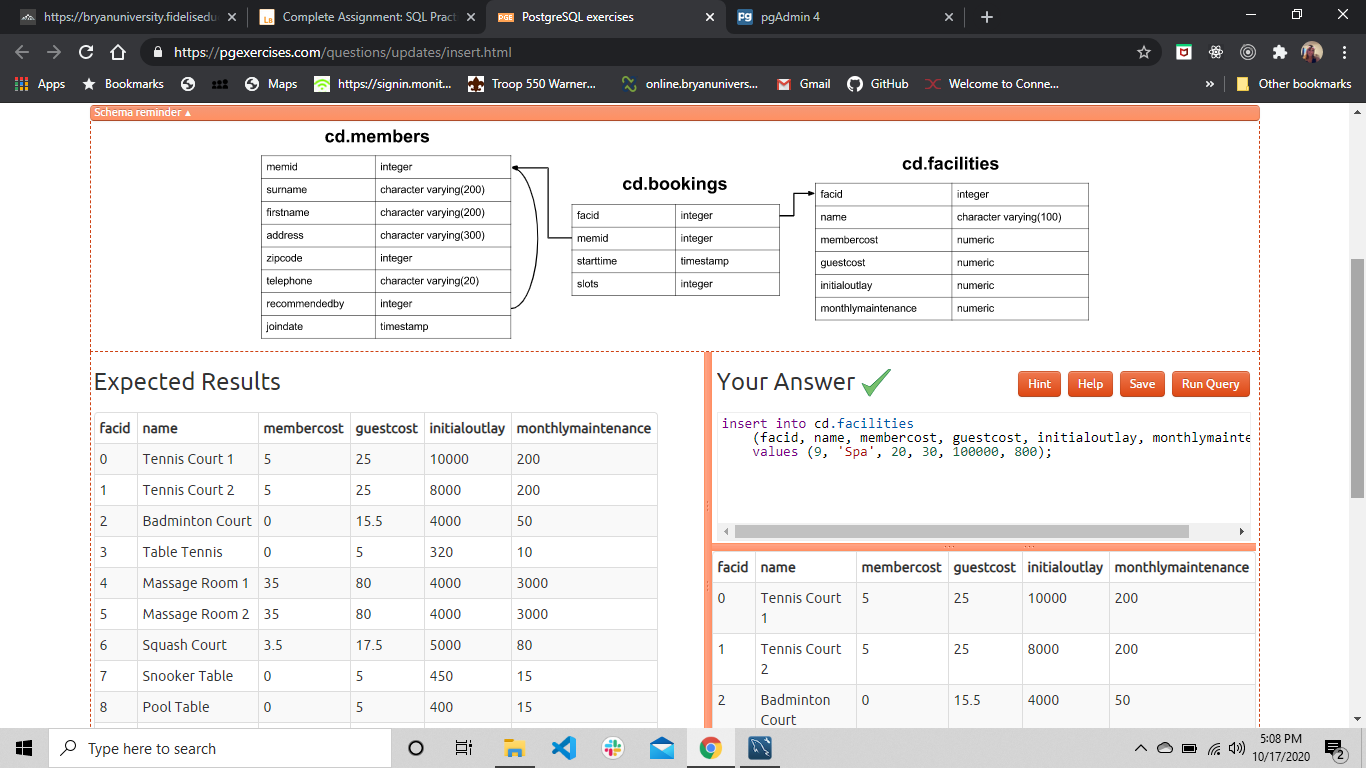 https://bryanuniversity.fidelisedu
Complete Assignment: SQL Pract
PostgreSQL exercises
pgAdmin 4
https://pgexercises.com/questions/updates/insert.html
Apps
Bookmarks
Maps
https://signin.monit...
Troop 550 Warner...
online.bryanunivers...
Gmail
GitHub
Welcome to Conne...
»
Other bookmarks
Schema reminder ▲
cd.members
memid integer
surname character varying(200)
firstname character varying(200)
address character varying(300)
zipcode integer
telephone character varying(20)
recommendedby integer
joindate timestamp
cd.bookings
facid integer
memid integer
starttime timestamp
slots integer
cd.facilities
facid integer
name character varying(100)
membercost numeric
guestcost numeric
initialoutlay numeric
monthlymaintenance numeric
Expected Results
facid name membercost guestcost initialoutlay monthlymaintenance
0 Tennis Court 1 5 25 10000 200
1 Tennis Court 2 5 25 8000 200
2 Badminton Court 0 15.5 4000 50
3 Table Tennis 0 5 320 10
4 Massage Room 1 35 80 4000 3000
5 Massage Room 2 35 80 4000 3000
6 Squash Court 3.5 17.5 5000 80
7 Snooker Table 0 5 450 15
8 Pool Table 0 5 400 15
Your Answer
Hint
Help
Save
Run Query
insert into cd.facilities
(facid, name, membercost, guestcost, initialoutlay, monthlymainte
values (9, 'Spa', 20, 30, 100000, 800);
facid name membercost guestcost initialoutlay monthlymaintenance
0 Tennis Court 5 25 10000 200
1
1 Tennis Court 5 25 8000 200
2
2 Badminton 0 15.5 4000 50
Court
Type here to search
5:08 PM
10/17/2020
2